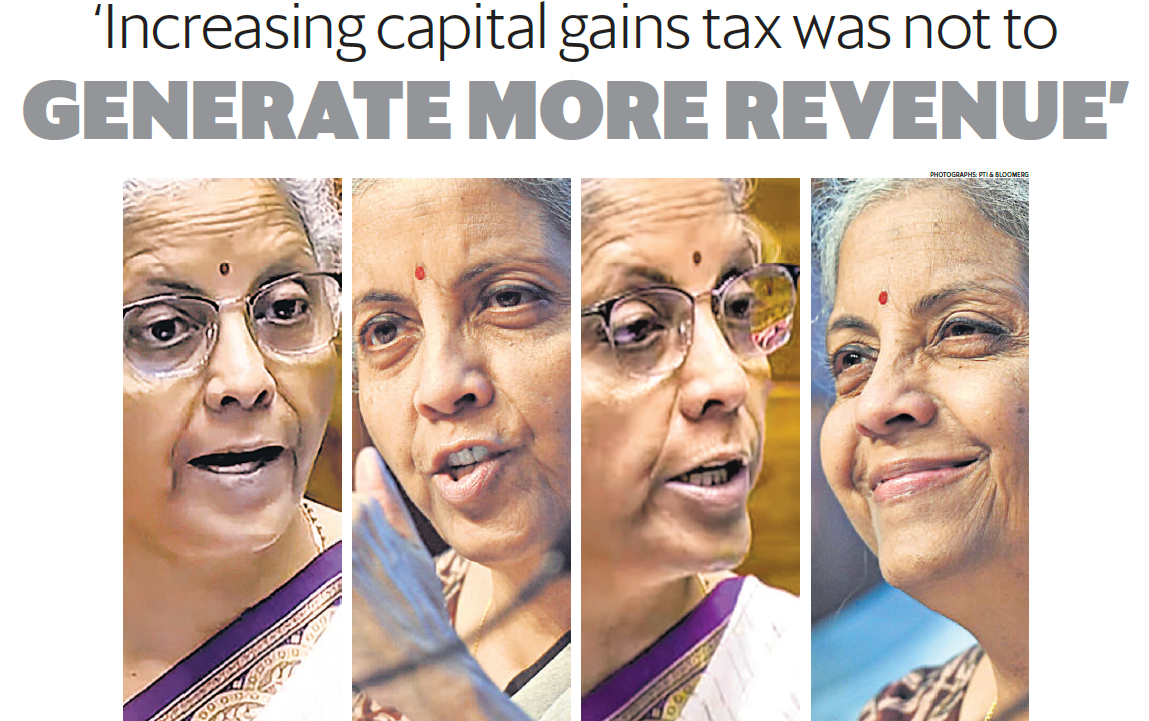 ‘Increasing capital gains tax was not to
GENERATE MORE REVENUE’
PHOTOGRAPHS: PTI & BLOOMERG